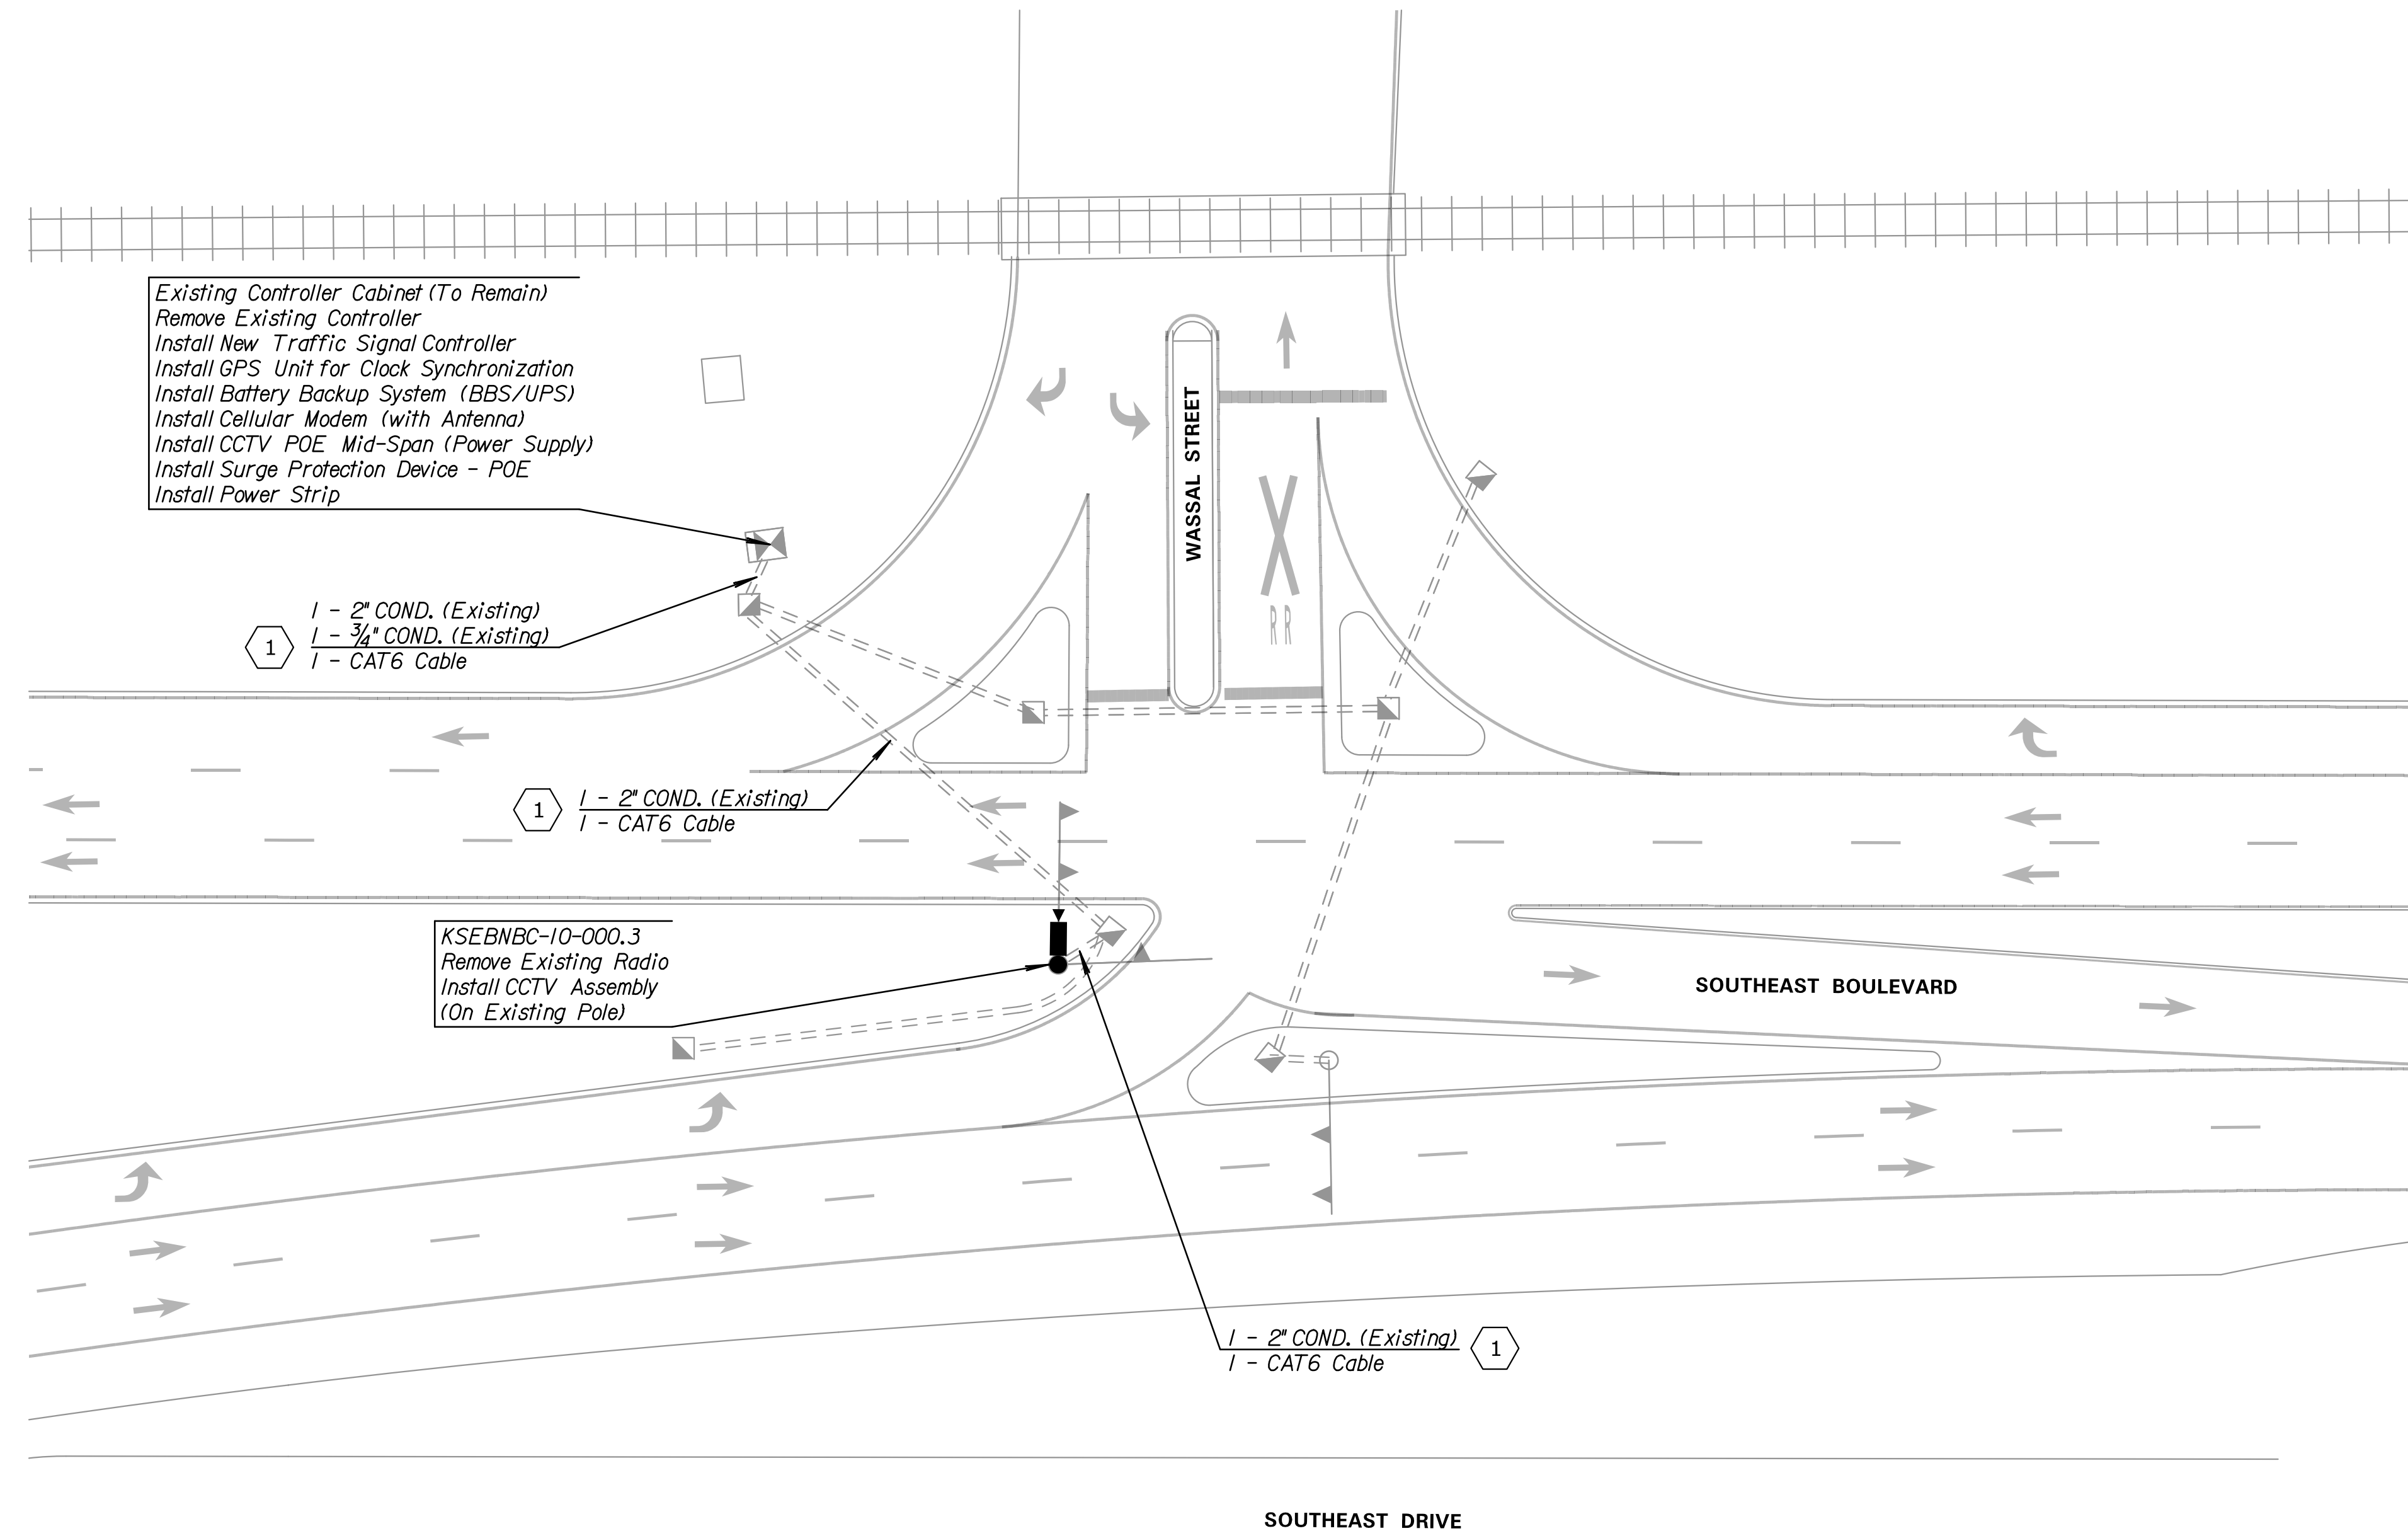 Existing Controller Cabinet (To Remain)
Remove Existing Controller
Install New Traffic Signal Controller
Install GPS Unit for Clock Synchronization
Install Battery Backup System (BBS/UPS)
Install Cellular Modem (with Antenna)
Install CCTV POE Mid-Span (Power Supply)
Install Surge Protection Device - POE
Install Power Strip
WASSAL STREET
RR
1 - 2" COND. (Existing)
1 - 3/4" COND. (Existing)
1 - CAT6 Cable
1
1 - 2" COND. (Existing)
1 - CAT6 Cable
1
KSEBNBC-10-000.3
Remove Existing Radio
Install CCTV Assembly
(On Existing Pole)
SOUTHEAST BOULEVARD
1 - 2" COND. (Existing)
1 - CAT6 Cable
1
SOUTHEAST DRIVE